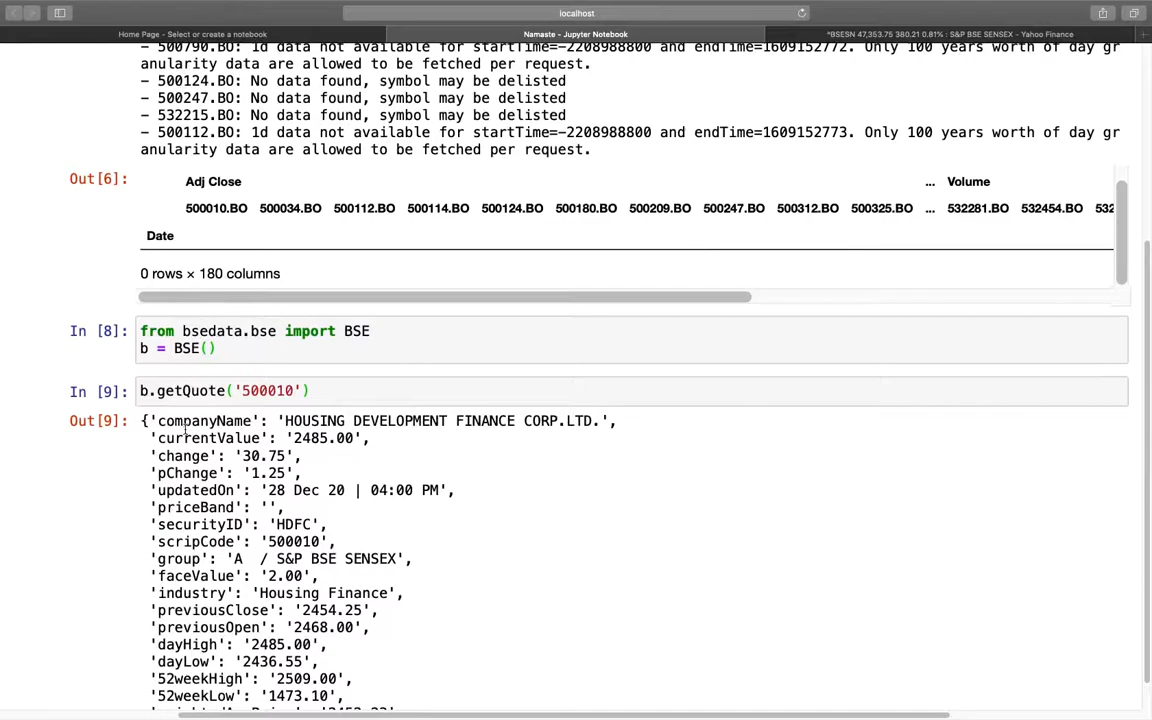 localhost
Home Page - Select or create a notebook
Namaste - Jupyter Notebook
^BSESN 47,353.75 380.21 0.81% : S&P BSE SENSEX - Yahoo Finance
- 500790.BO: 1d data not available for startTime=-2208988800 and endTime=1609152772. Only 100 years worth of day gr
anularity data are allowed to be fetched per request.
- 500124.BO: No data found, symbol may be delisted
- 500247.BO: No data found, symbol may be delisted
- 532215.BO: No data found, symbol may be delisted
- 500112.BO: 1d data not available for startTime=-2208988800 and endTime=1609152773. Only 100 years worth of day gr
anularity data are allowed to be fetched per request.
Out[6]:
Adj Close ... Volume
500010.BO 500034.BO 500112.BO 500114.BO 500124.BO 500180.BO 500209.BO 500247.BO 500312.BO 500325.BO ... 532281.BO 532454.BO 532
Date
0 rows × 180 columns
In [8]: from bsedata.bse import BSE
b = BSE()
In [9]: b.getQuote('500010')
Out[9]: {'companyName': 'HOUSING DEVELOPMENT FINANCE CORP.LTD.',
'currentValue': '2485.00',
'change': '30.75',
'pChange': '1.25',
'updatedOn': '28 Dec 20 | 04:00 PM',
'priceBand': '',
'securityID': 'HDFC',
'scripCode': '500010',
'group': 'A  / S&P BSE SENSEX',
'faceValue': '2.00',
'industry': 'Housing Finance',
'previousClose': '2454.25',
'previousOpen': '2468.00',
'dayHigh': '2485.00',
'dayLow': '2436.55',
'52weekHigh': '2509.00',
'52weekLow': '1473.10',